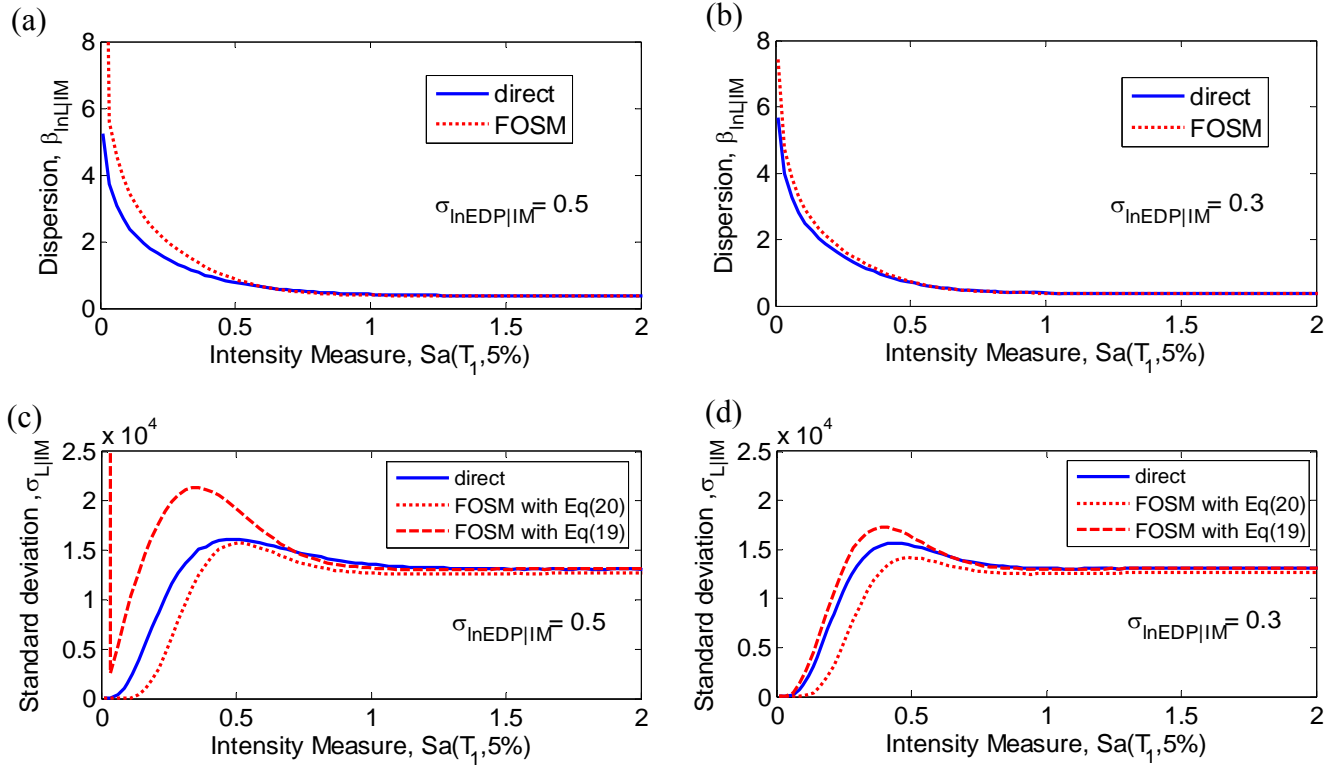 (a)
8
6
4
2
0
0 0.5 1 1.5 2
Dispersion, βlnL|IM
Intensity Measure, Sa(T1,5%)
direct
FOSM
σlnEDP|IM= 0.5
(b)
8
6
4
2
0
0 0.5 1 1.5 2
Dispersion, βlnL|IM
Intensity Measure, Sa(T1,5%)
direct
FOSM
σlnEDP|IM= 0.3
(c)
x 10^4
2.5
2
1.5
1
0.5
0
0 0.5 1 1.5 2
Standard deviation ,σL|IM
Intensity Measure, Sa(T1,5%)
direct
FOSM with Eq(20)
FOSM with Eq(19)
σlnEDP|IM= 0.5
(d)
x 10^4
2.5
2
1.5
1
0.5
0
0 0.5 1 1.5 2
Standard deviation ,σL|IM
Intensity Measure, Sa(T1,5%)
direct
FOSM with Eq(20)
FOSM with Eq(19)
σlnEDP|IM= 0.3